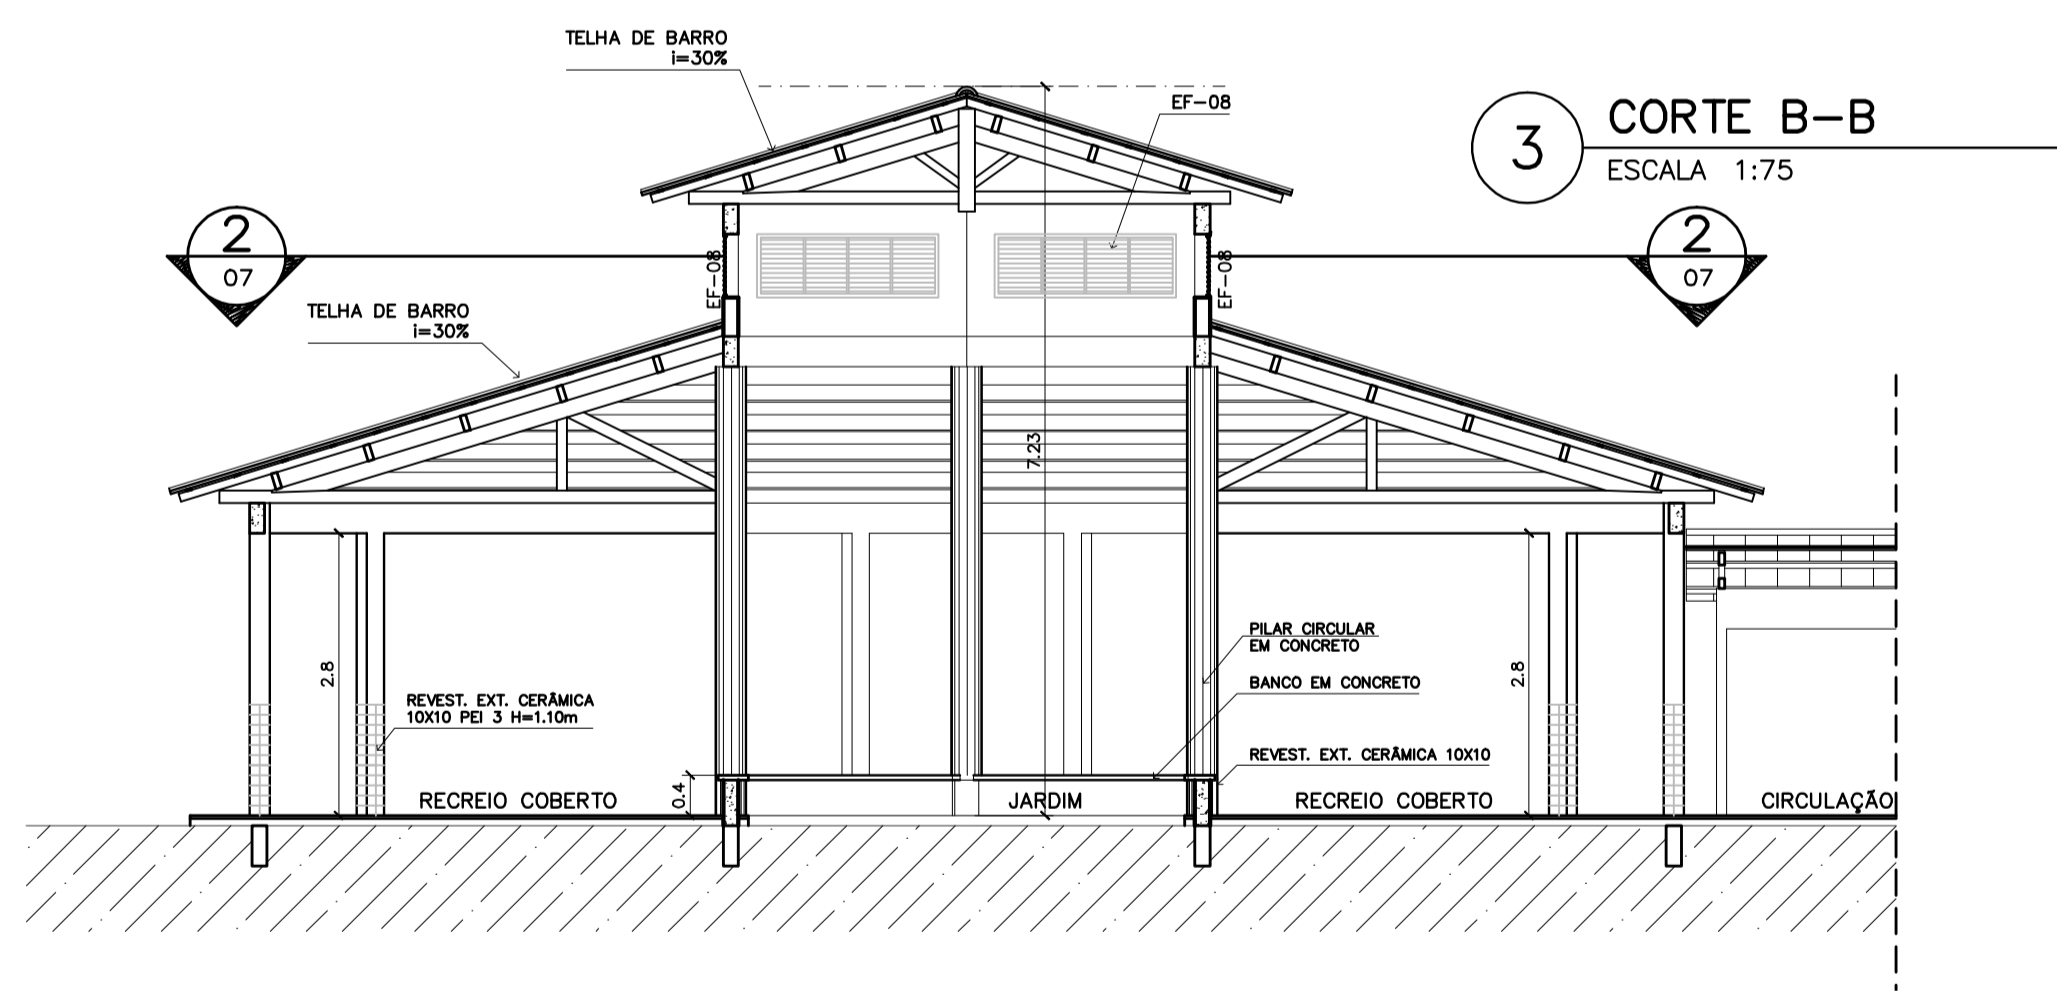 TELHA DE BARRO
i=30%
EF-08
3
CORTE B-B
ESCALA 1:75
2
07
2
07
EF-08
EF-08
TELHA DE BARRO
i=30%
7.23
2.8
REVEST. EXT. CERÂMICA
10X10 PEI 3 H=1.10m
PILAR CIRCULAR
EM CONCRETO
BANCO EM CONCRETO
2.8
REVEST. EXT. CERÂMICA 10X10
0.4
RECREIO COBERTO
JARDIM
RECREIO COBERTO
CIRCULAÇÃO